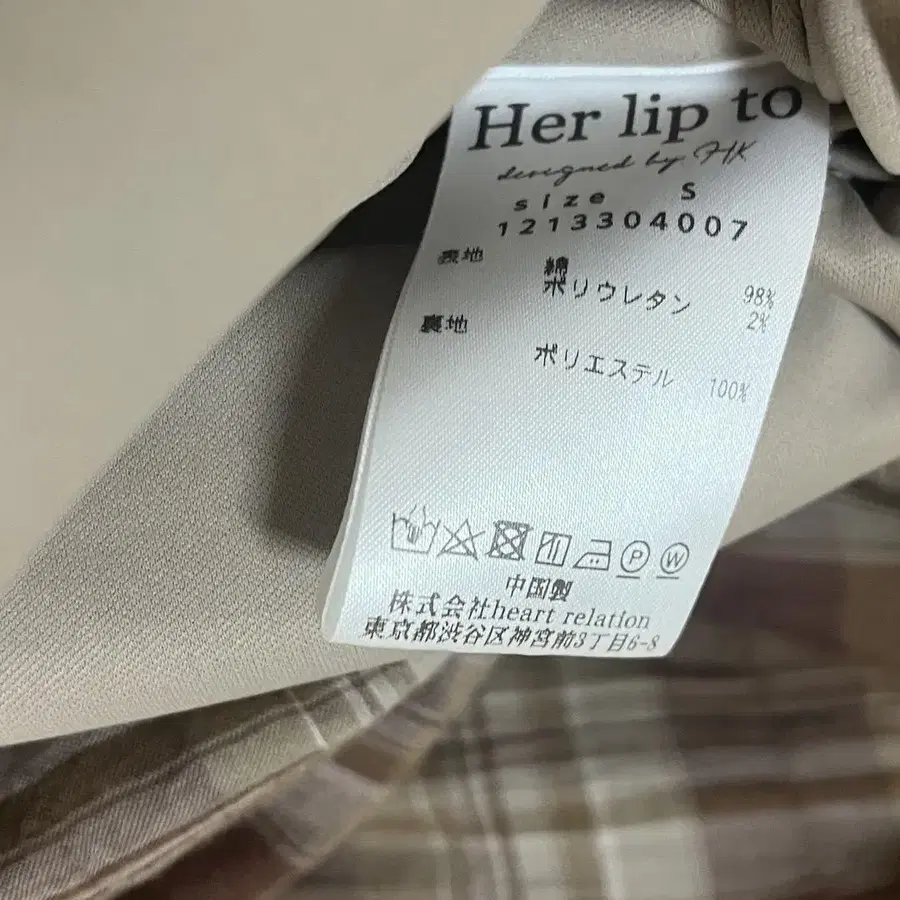 Her lip to
designed by HK
size S
1213304007
表地 綿 98%
ポリウレタン 2%
裏地
ポリエステル 100%
P W
中国製
株式会社heart relation
東京都渋谷区神宮前3丁目6-8